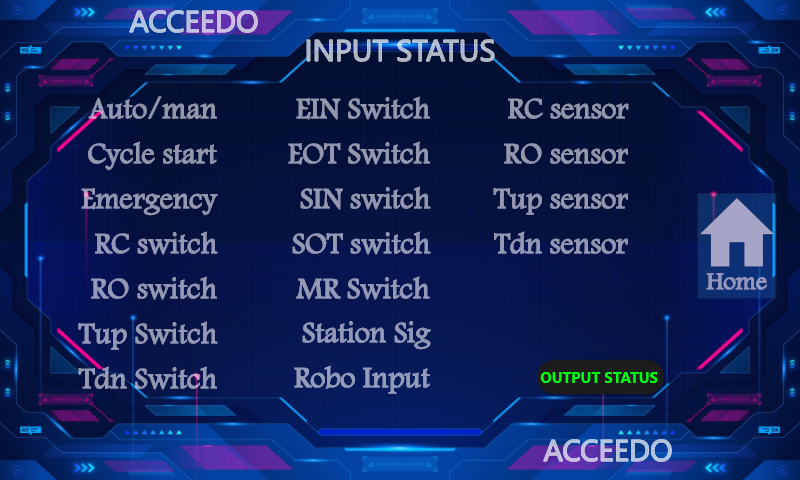 ACCEEDO
INPUT STATUS
Auto/man
EIN Switch
RC sensor
Cycle start
EOT Switch
RO sensor
Emergency
SIN switch
Tup sensor
RC switch
SOT switch
Tdn sensor
RO switch
MR Switch
Home
Tup Switch
Station Sig
Tdn Switch
Robo Input
OUTPUT STATUS
ACCEEDO